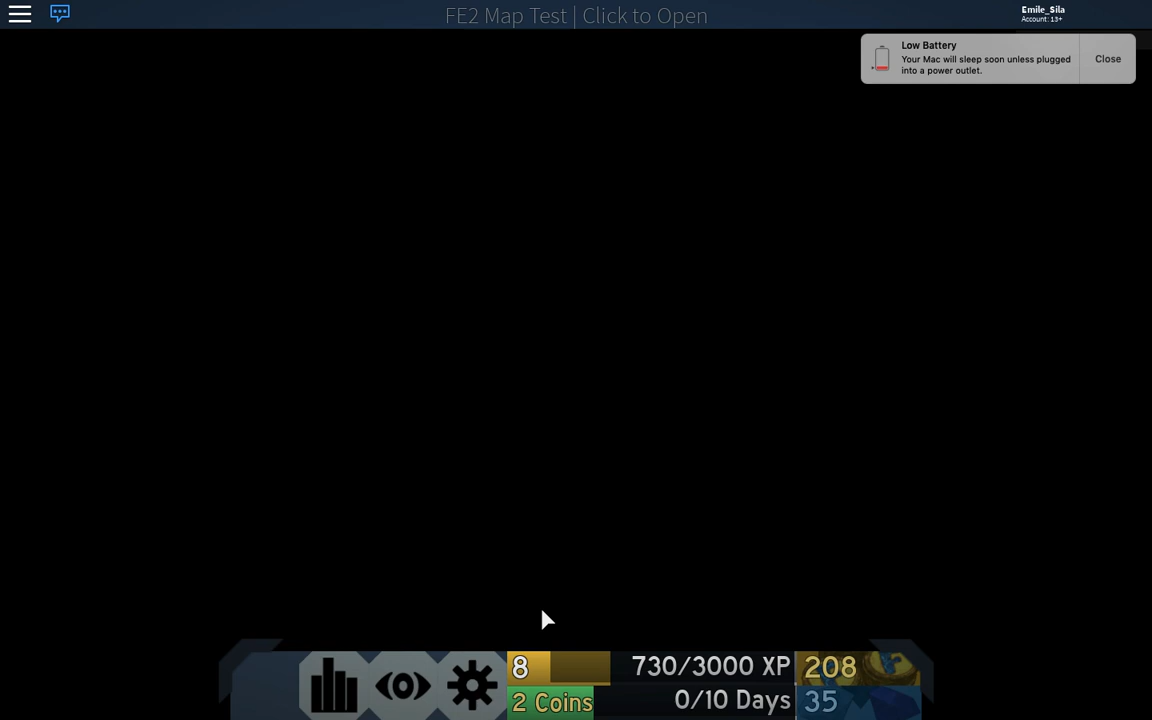 FE2 Map Test | Click to Open
Emile_Sila
Account: 13+
Low Battery
Your Mac will sleep soon unless plugged
into a power outlet.
Close
8
730/3000 XP
208
2 Coins
0/10 Days
35